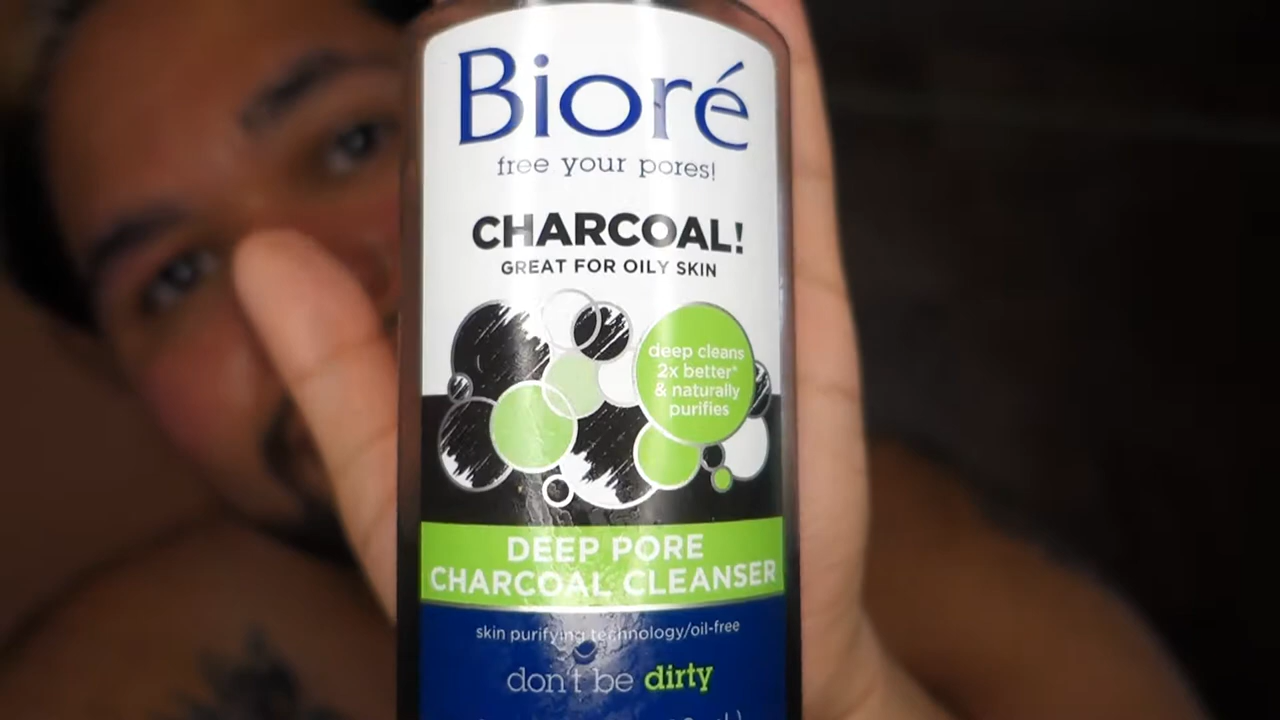 Bioré
free your pores!
CHARCOAL!
GREAT FOR OILY SKIN
deep cleans
2x better*
& naturally
purifies
DEEP PORE
CHARCOAL CLEANSER
skin purifying technology/oil-free
don't be dirty